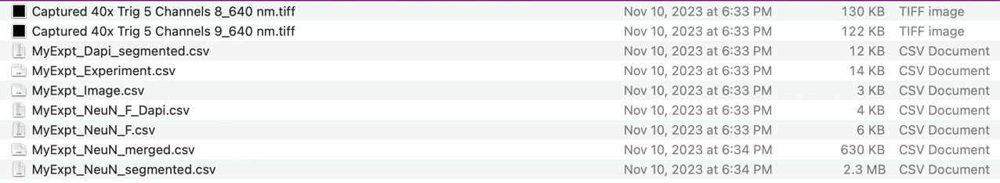 Captured 40x Trig 5 Channels 8_640 nm.tiff Nov 10, 2023 at 6:33 PM 130 KB TIFF image
Captured 40x Trig 5 Channels 9_640 nm.tiff Nov 10, 2023 at 6:33 PM 122 KB TIFF image
MyExpt_Dapi_segmented.csv Nov 10, 2023 at 6:33 PM 12 KB CSV Document
MyExpt_Experiment.csv Nov 10, 2023 at 6:33 PM 14 KB CSV Document
MyExpt_Image.csv Nov 10, 2023 at 6:33 PM 3 KB CSV Document
MyExpt_NeuN_F_Dapi.csv Nov 10, 2023 at 6:33 PM 4 KB CSV Document
MyExpt_NeuN_F.csv Nov 10, 2023 at 6:33 PM 6 KB CSV Document
MyExpt_NeuN_merged.csv Nov 10, 2023 at 6:34 PM 630 KB CSV Document
MyExpt_NeuN_segmented.csv Nov 10, 2023 at 6:34 PM 2.3 MB CSV Document